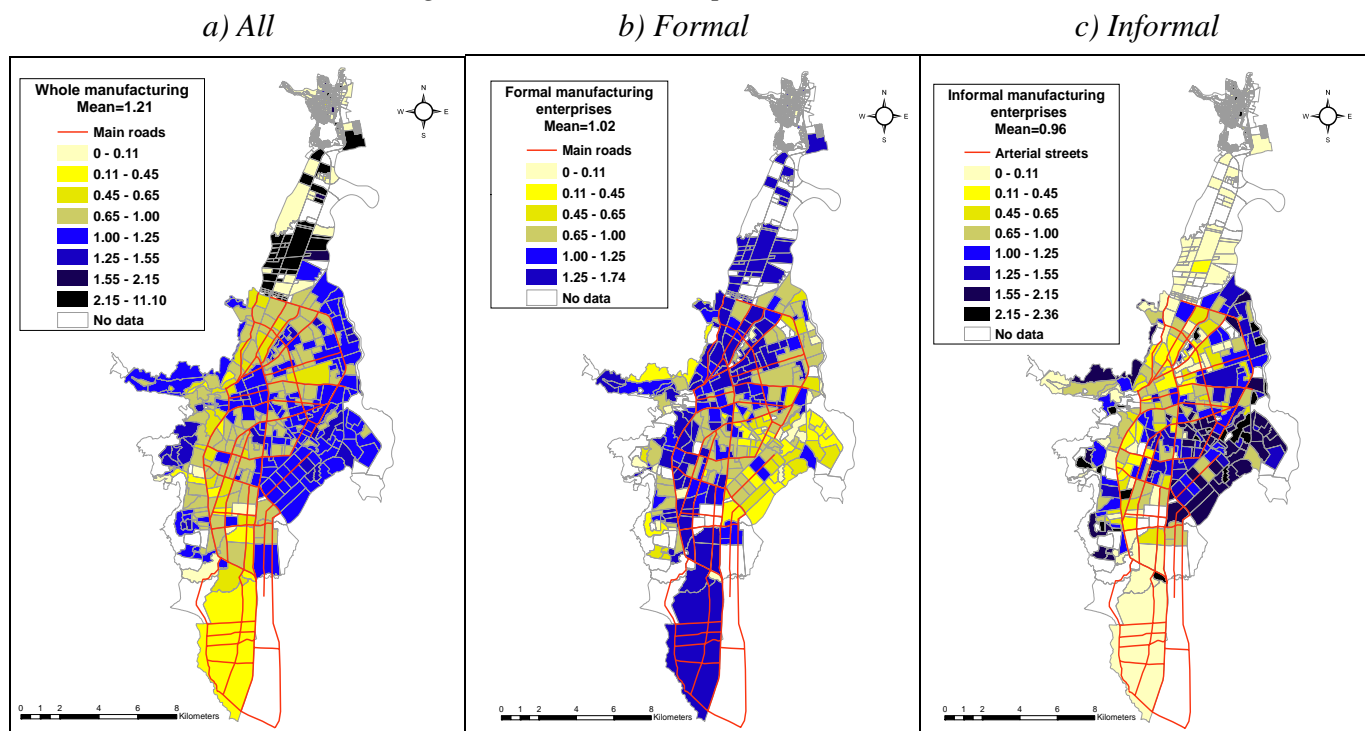 a) All
b) Formal
c) Informal
Whole manufacturing
Mean=1.21
Main roads
0 - 0.11
0.11 - 0.45
0.45 - 0.65
0.65 - 1.00
1.00 - 1.25
1.25 - 1.55
1.55 - 2.15
2.15 - 11.10
No data
N
W E
S
0 1 2 4 6 8
Kilometers
Formal manufacturing
enterprises
Mean=1.02
Main roads
0 - 0.11
0.11 - 0.45
0.45 - 0.65
0.65 - 1.00
1.00 - 1.25
1.25 - 1.74
No data
N
W E
S
0 1 2 4 6 8
Kilometers
Informal manufacturing
enterprises
Mean=0.96
Arterial streets
0 - 0.11
0.11 - 0.45
0.45 - 0.65
0.65 - 1.00
1.00 - 1.25
1.25 - 1.55
1.55 - 2.15
2.15 - 2.36
No data
N
W E
S
0 1 2 4 6 8
Kilometers